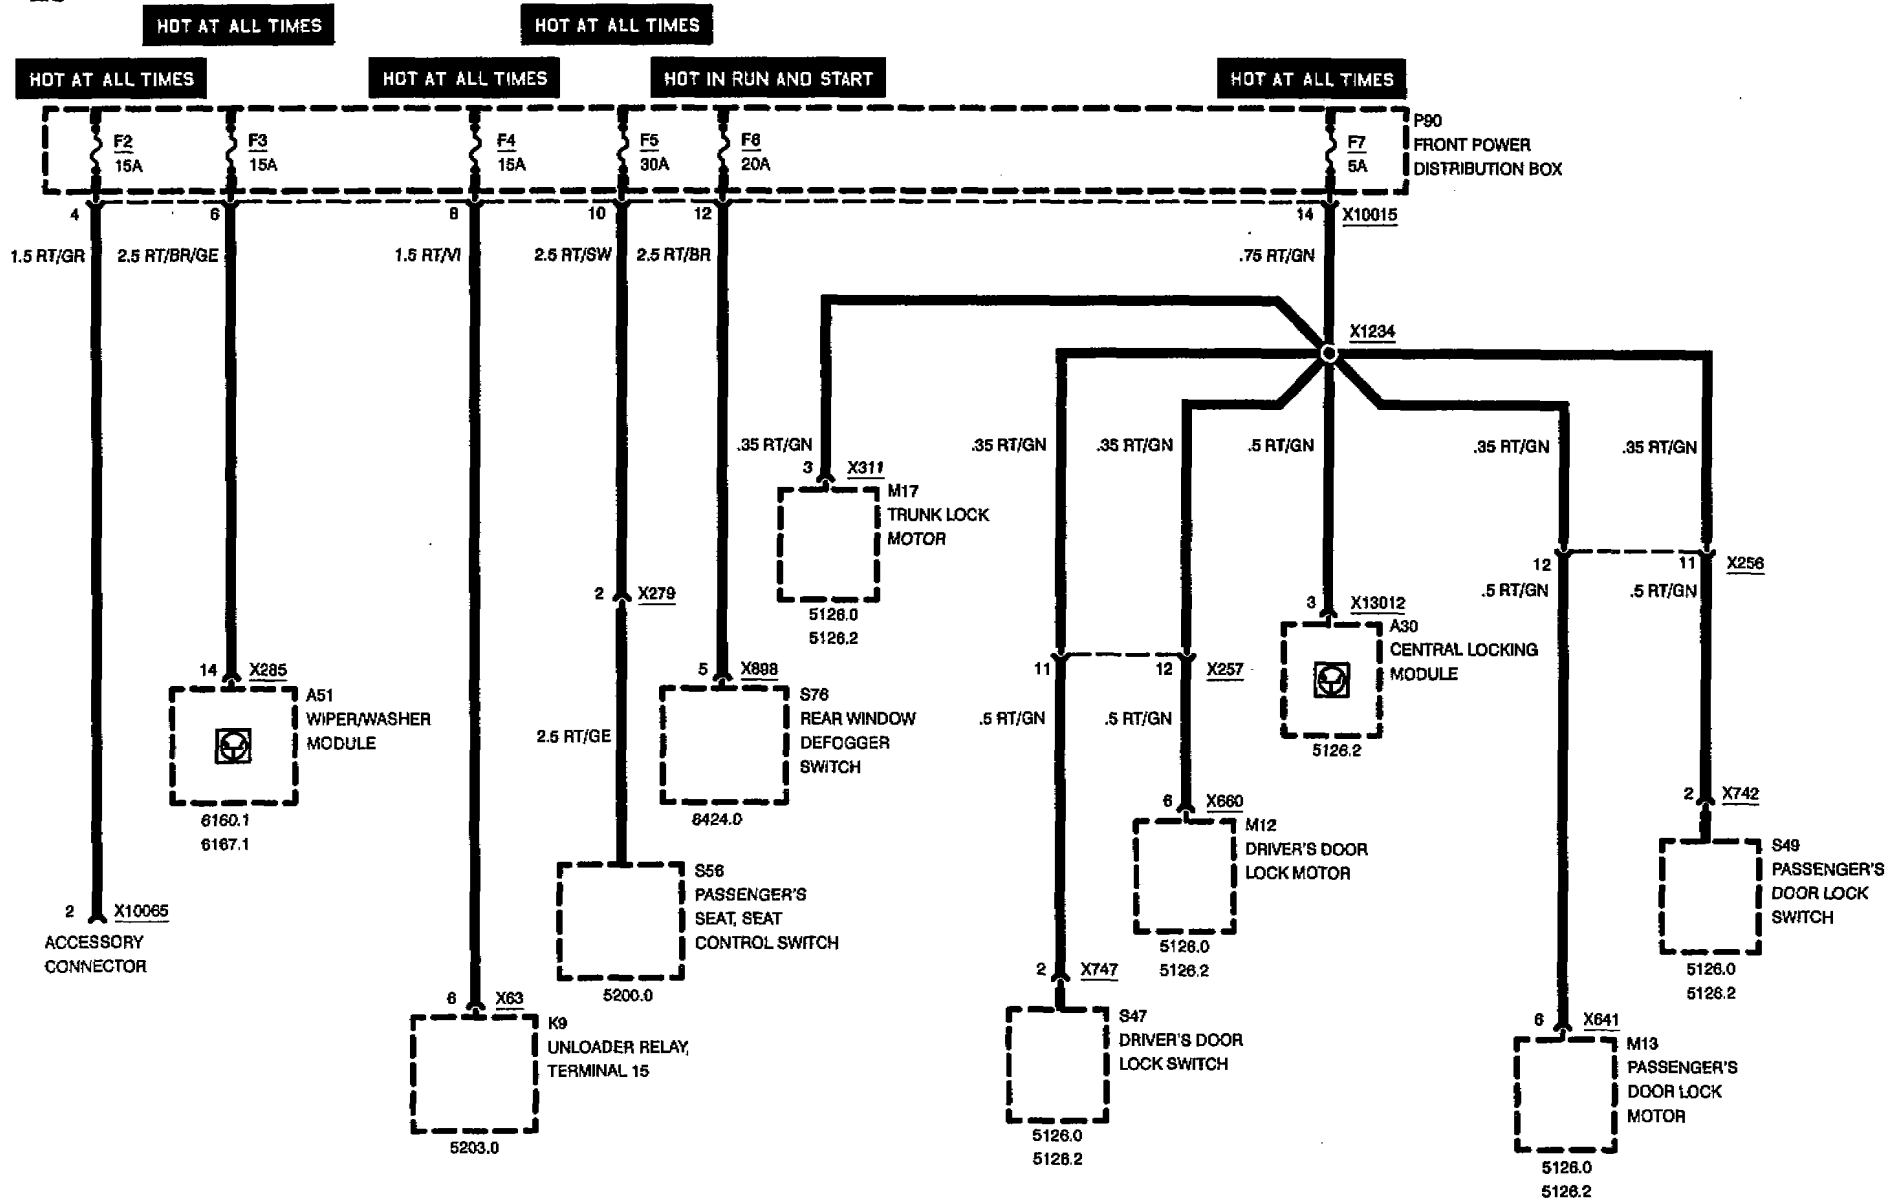 HOT AT ALL TIMES
HOT AT ALL TIMES
HOT AT ALL TIMES
HOT AT ALL TIMES
HOT IN RUN AND START
HOT AT ALL TIMES
F2
15A
F3
15A
F4
15A
F5
30A
F6
20A
F7
5A
P90
FRONT POWER
DISTRIBUTION BOX
4
6
8
10
12
14
X10015
1.5 RT/GR
2.5 RT/BR/GE
1.5 RT/VI
2.5 RT/SW
2.5 RT/BR
.75 RT/GN
X1234
.35 RT/GN
.35 RT/GN
.35 RT/GN
.5 RT/GN
.35 RT/GN
.35 RT/GN
3
X311
M17
TRUNK LOCK
MOTOR
5126.0
5126.2
12
11
X256
.5 RT/GN
.5 RT/GN
2
X279
3
X13012
A30
CENTRAL LOCKING
MODULE
5126.2
14
X285
A51
WIPER/WASHER
MODULE
6160.1
6167.1
5
X898
S76
REAR WINDOW
DEFOGGER
SWITCH
6424.0
11
12
X257
.5 RT/GN
.5 RT/GN
2.5 RT/GE
6
X660
M12
DRIVER'S DOOR
LOCK MOTOR
5126.0
5126.2
2
X742
S49
PASSENGER'S
DOOR LOCK
SWITCH
5126.0
5126.2
S56
PASSENGER'S
SEAT, SEAT
CONTROL SWITCH
5200.0
2
X10065
ACCESSORY
CONNECTOR
6
X63
K9
UNLOADER RELAY,
TERMINAL 15
5203.0
2
X747
S47
DRIVER'S DOOR
LOCK SWITCH
5126.0
5126.2
6
X641
M13
PASSENGER'S
DOOR LOCK
MOTOR
5126.0
5126.2